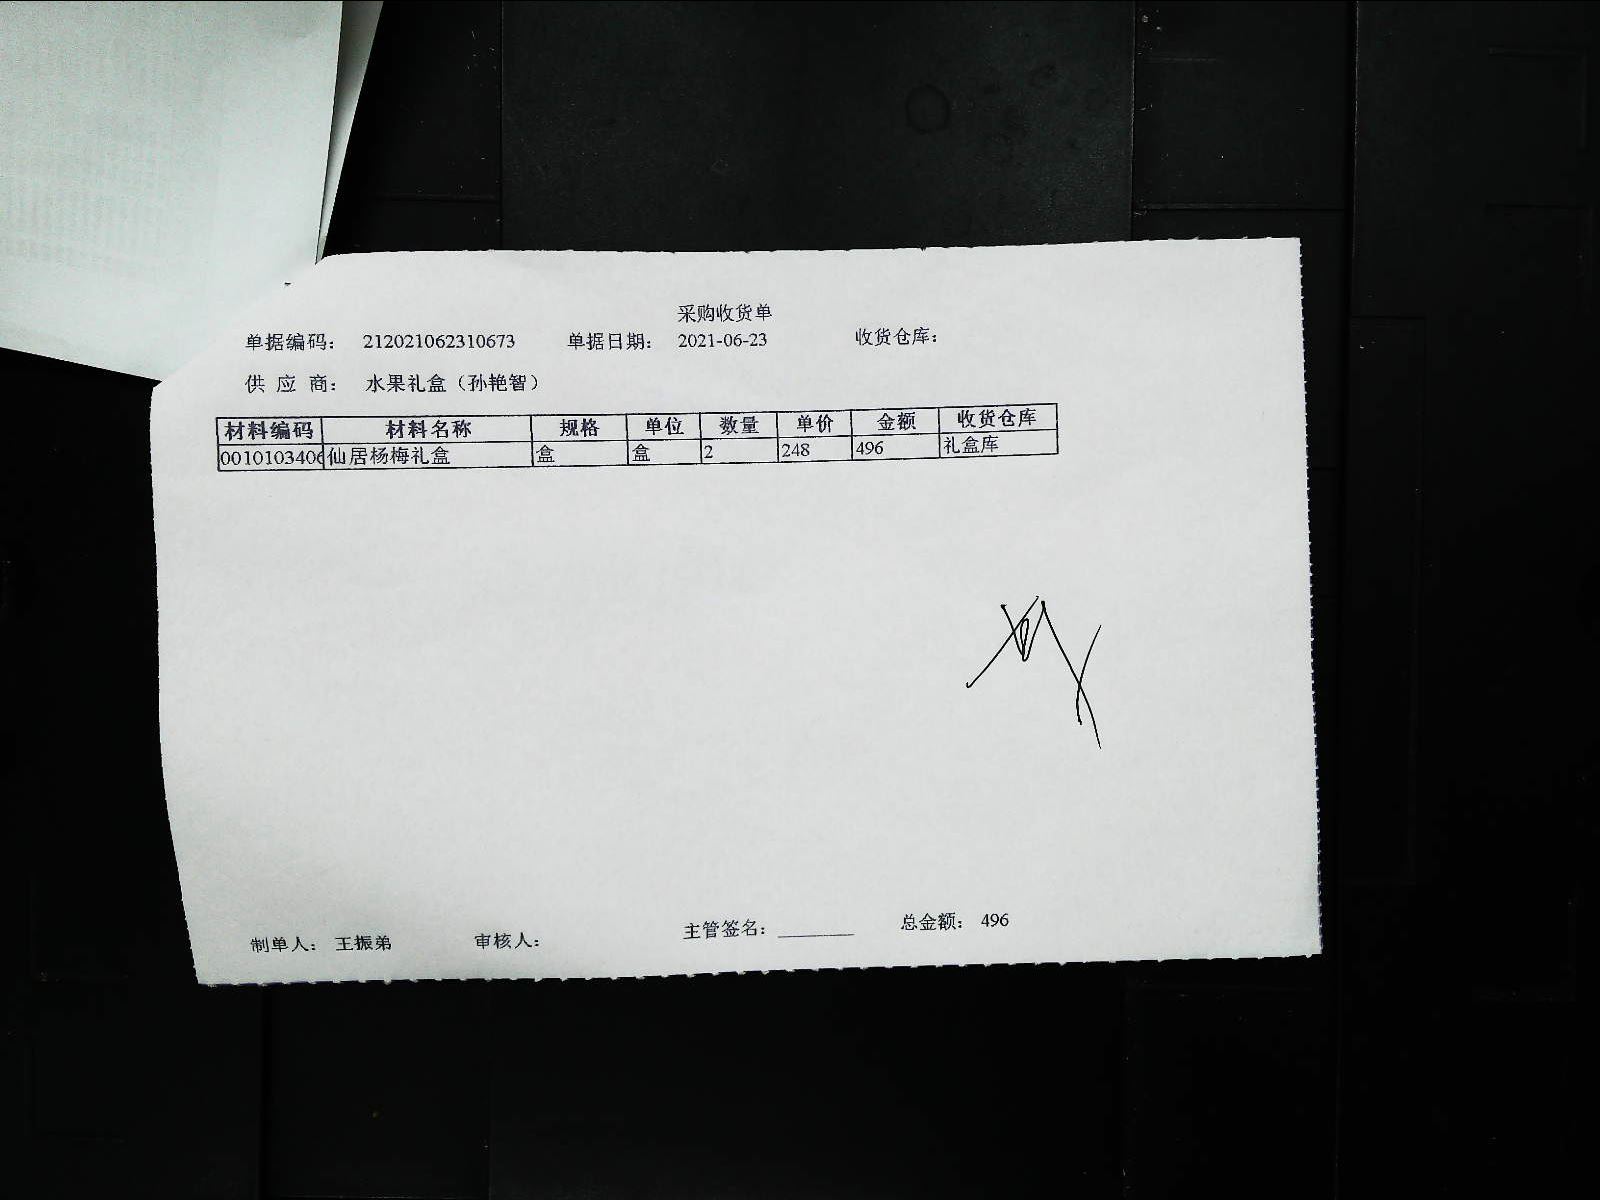 采购收货单
单据编码： 212021062310673 单据日期： 2021-06-23 收货仓库：
供 应 商： 水果礼盒（孙艳智）
材料编码 材料名称 规格 单位 数量 单价 金额 收货仓库
0010103406 仙居杨梅礼盒 盒 盒 2 248 496 礼盒库
制单人： 王振弟 审核人： 主管签名：________ 总金额： 496